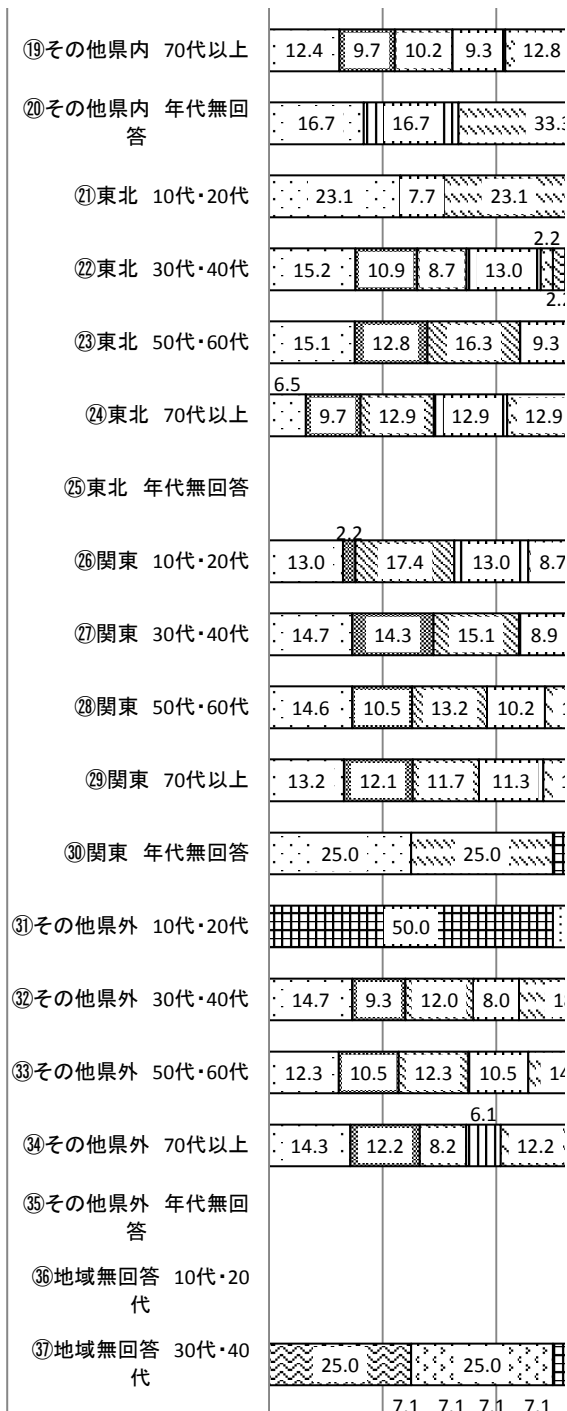 ⑲その他県内 70代以上 12.4 9.7 10.2 9.3 12.8
⑳その他県内 年代無回
答
16.7 16.7 33.3
㉑東北 10代・20代 23.1 7.7 23.1
2.2
㉒東北 30代・40代 15.2 10.9 8.7 13.0
㉓東北 50代・60代 15.1 12.8 16.3 9.3
6.5
㉔東北 70代以上 9.7 12.9 12.9 12.9
㉕東北 年代無回答
2.2
㉖関東 10代・20代 13.0 17.4 13.0 8.7
㉗関東 30代・40代 14.7 14.3 15.1 8.9
㉘関東 50代・60代 14.6 10.5 13.2 10.2
㉙関東 70代以上 13.2 12.1 11.7 11.3
㉚関東 年代無回答 25.0 25.0
㉛その他県外 10代・20代 50.0
㉜その他県外 30代・40代 14.7 9.3 12.0 8.0
㉝その他県外 50代・60代 12.3 10.5 12.3 10.5 14
6.1
㉞その他県外 70代以上 14.3 12.2 8.2 12.2
㉟その他県外 年代無回
答
㊱地域無回答 10代・20
代
㊲地域無回答 30代・40
代
25.0 25.0
7.1 7.1 7.1 7.1